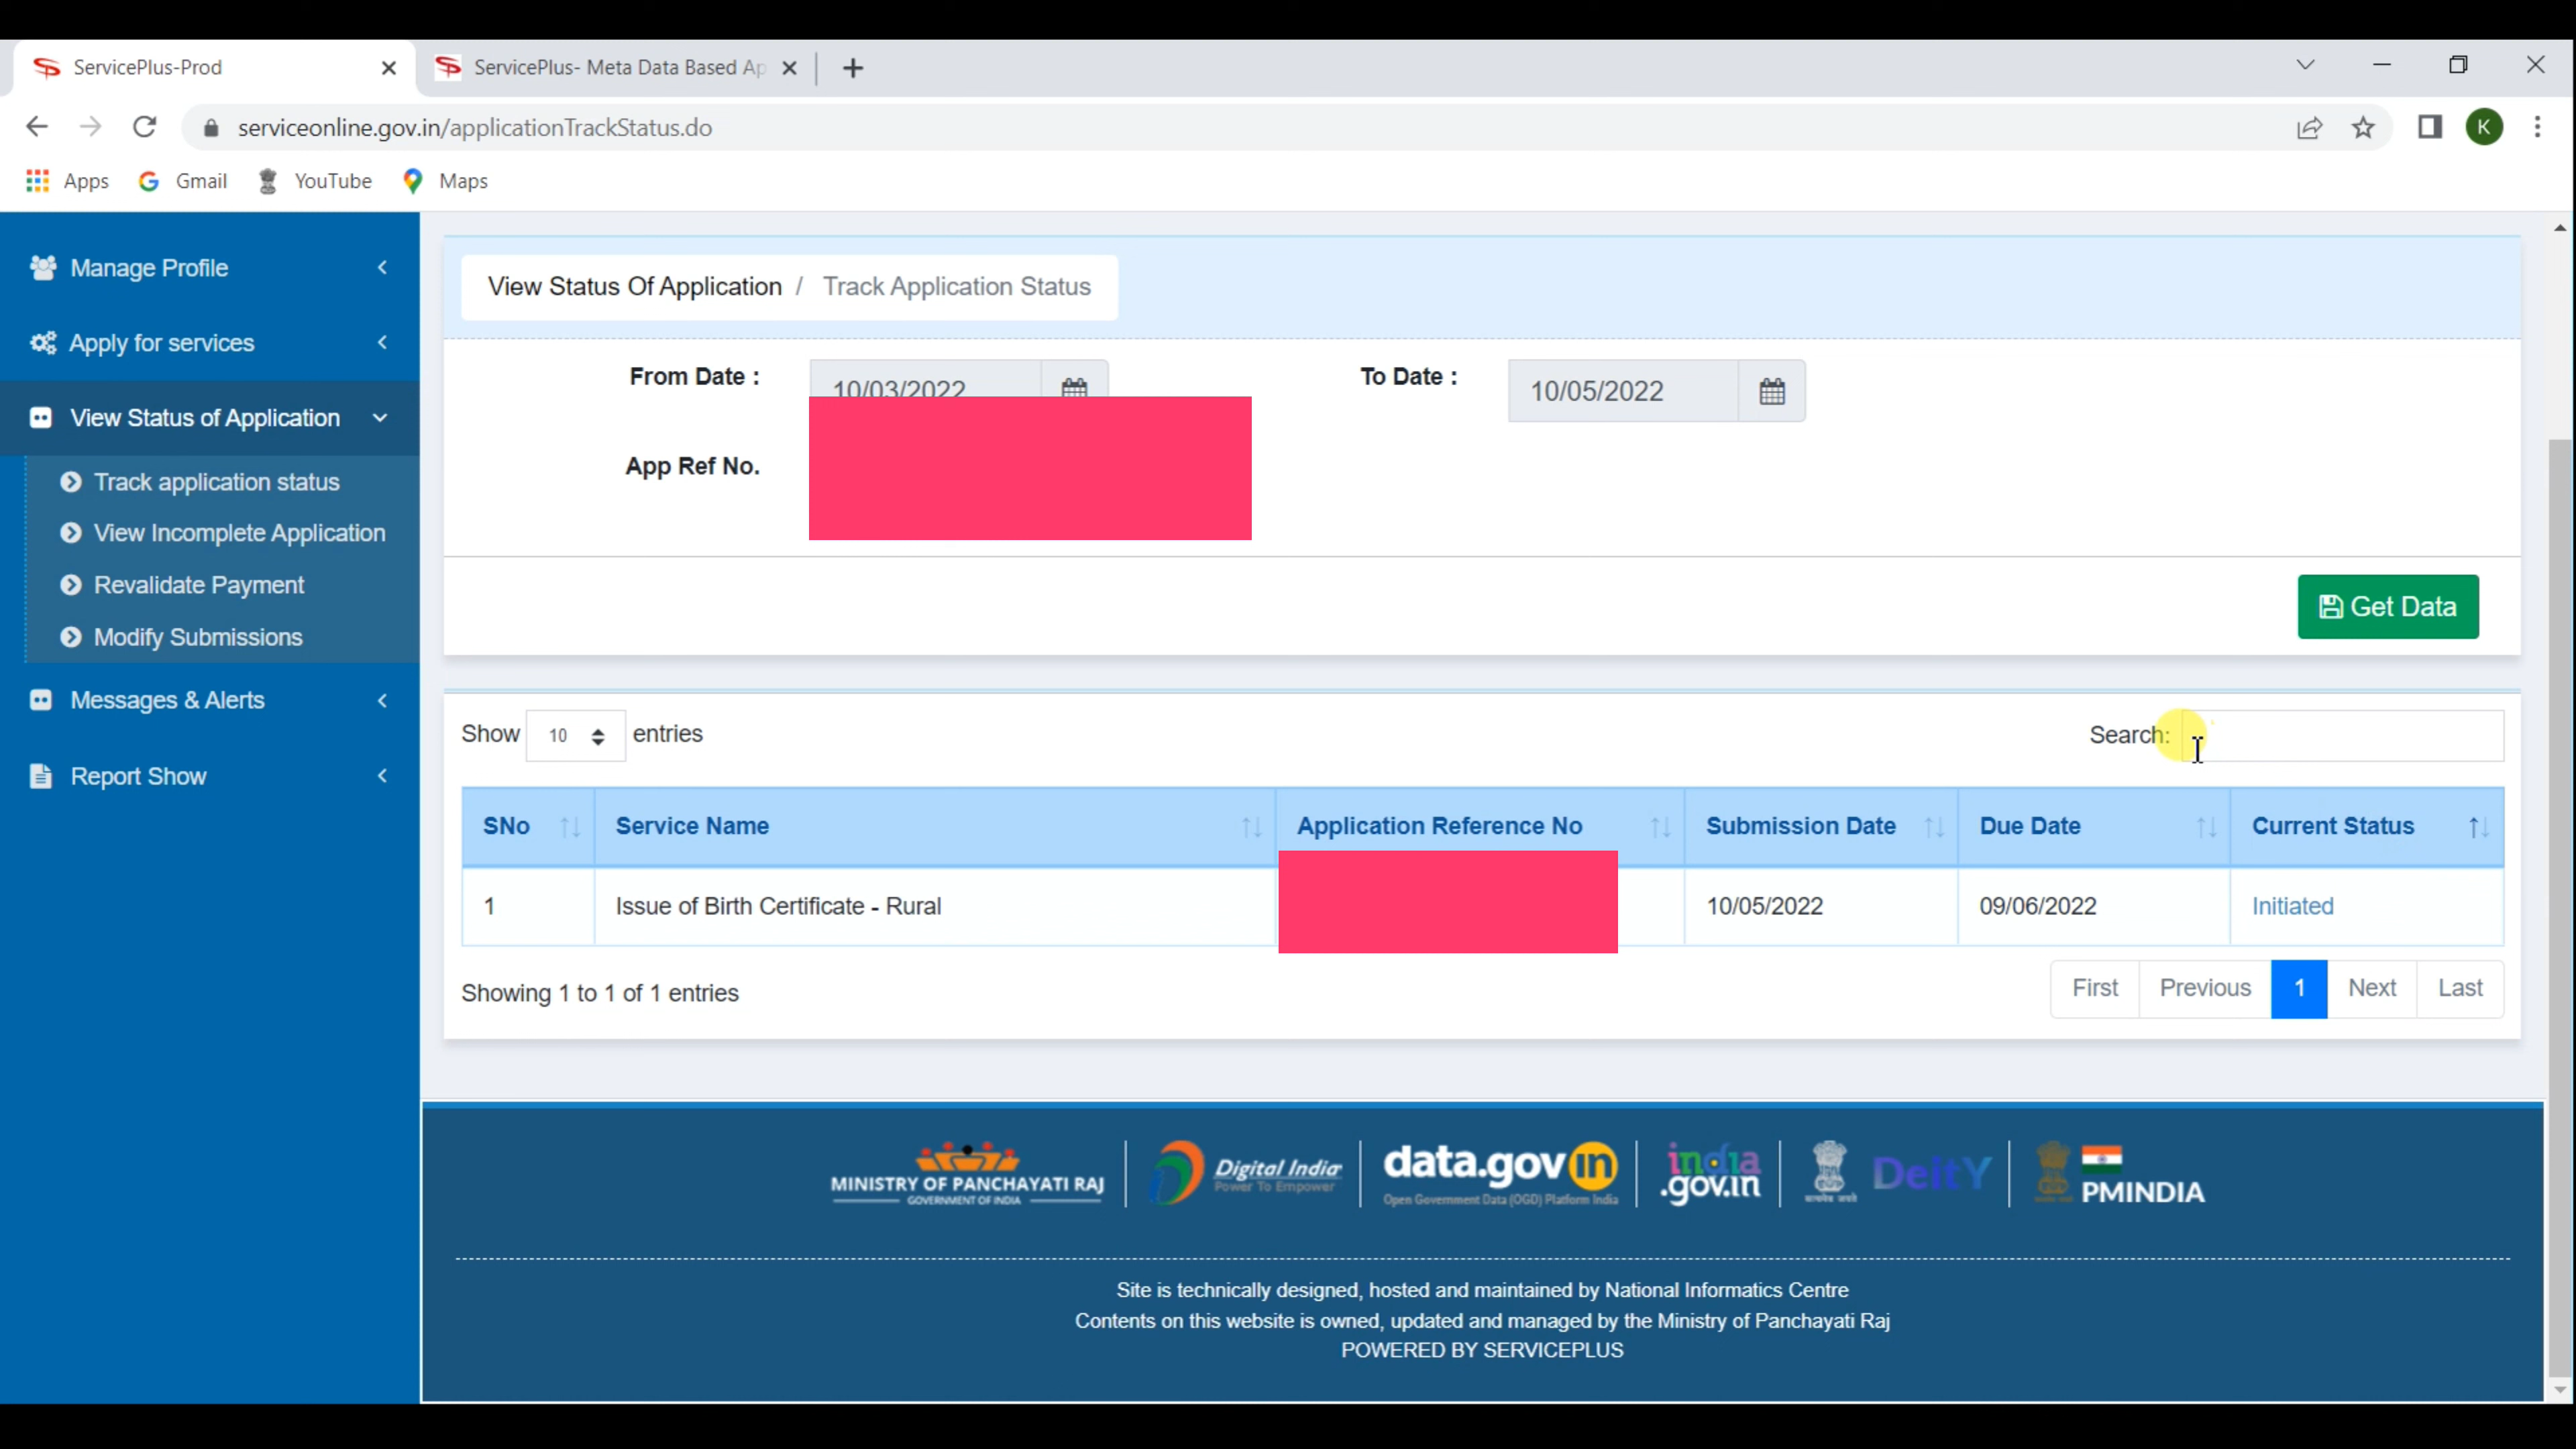 ServicePlus-Prod
ServicePlus- Meta Data Based Ap
serviceonline.gov.in/applicationTrackStatus.do
K
Apps
Gmail
YouTube
Maps
Manage Profile
Apply for services
View Status of Application
Track application status
View Incomplete Application
Revalidate Payment
Modify Submissions
Messages & Alerts
Report Show
View Status Of Application / Track Application Status
From Date : 10/03/2022 To Date : 10/05/2022
App Ref No.
Get Data
Show 10 entries Search:
SNo Service Name Application Reference No Submission Date Due Date Current Status
1 Issue of Birth Certificate - Rural 10/05/2022 09/06/2022 Initiated
Showing 1 to 1 of 1 entries
First Previous 1 Next Last
MINISTRY OF PANCHAYATI RAJ
GOVERNMENT OF INDIA
Digital India
Power To Empower
data.gov in
Open Government Data (OGD) Platform India
india
.gov.in
DeitY
PMINDIA
Site is technically designed, hosted and maintained by National Informatics Centre
Contents on this website is owned, updated and managed by the Ministry of Panchayati Raj
POWERED BY SERVICEPLUS